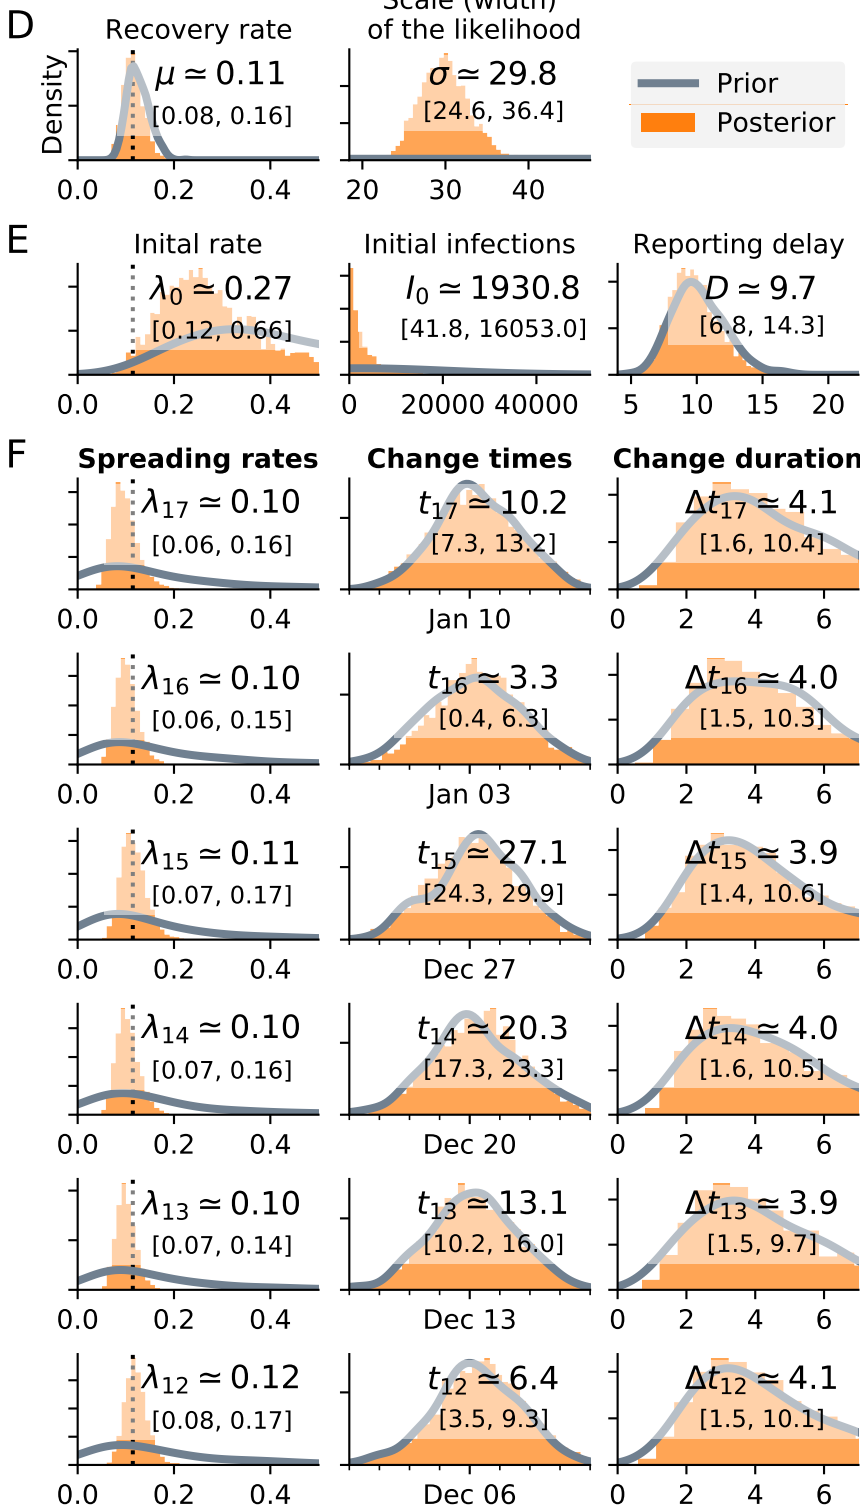 D
Recovery rate
Scale (width)
of the likelihood
Density
μ ≃ 0.11
[0.08, 0.16]
0.0 0.2 0.4
σ ≃ 29.8
[24.6, 36.4]
20 30 40
Prior
Posterior
E
Inital rate
λ0 ≃ 0.27
[0.12, 0.66]
0.0 0.2 0.4
Initial infections
I0 ≃ 1930.8
[41.8, 16053.0]
0 20000 40000
Reporting delay
D ≃ 9.7
[6.8, 14.3]
5 10 15 20
F
Spreading rates
Change times
Change duration
λ17 ≃ 0.10
[0.06, 0.16]
0.0 0.2 0.4
t17 ≃ 10.2
[7.3, 13.2]
Jan 10
Δt17 ≃ 4.1
[1.6, 10.4]
0 2 4 6
λ16 ≃ 0.10
[0.06, 0.15]
0.0 0.2 0.4
t16 ≃ 3.3
[0.4, 6.3]
Jan 03
Δt16 ≃ 4.0
[1.5, 10.3]
0 2 4 6
λ15 ≃ 0.11
[0.07, 0.17]
0.0 0.2 0.4
t15 ≃ 27.1
[24.3, 29.9]
Dec 27
Δt15 ≃ 3.9
[1.4, 10.6]
0 2 4 6
λ14 ≃ 0.10
[0.07, 0.16]
0.0 0.2 0.4
t14 ≃ 20.3
[17.3, 23.3]
Dec 20
Δt14 ≃ 4.0
[1.6, 10.5]
0 2 4 6
λ13 ≃ 0.10
[0.07, 0.14]
0.0 0.2 0.4
t13 ≃ 13.1
[10.2, 16.0]
Dec 13
Δt13 ≃ 3.9
[1.5, 9.7]
0 2 4 6
λ12 ≃ 0.12
[0.08, 0.17]
0.0 0.2 0.4
t12 ≃ 6.4
[3.5, 9.3]
Dec 06
Δt12 ≃ 4.1
[1.5, 10.1]
0 2 4 6